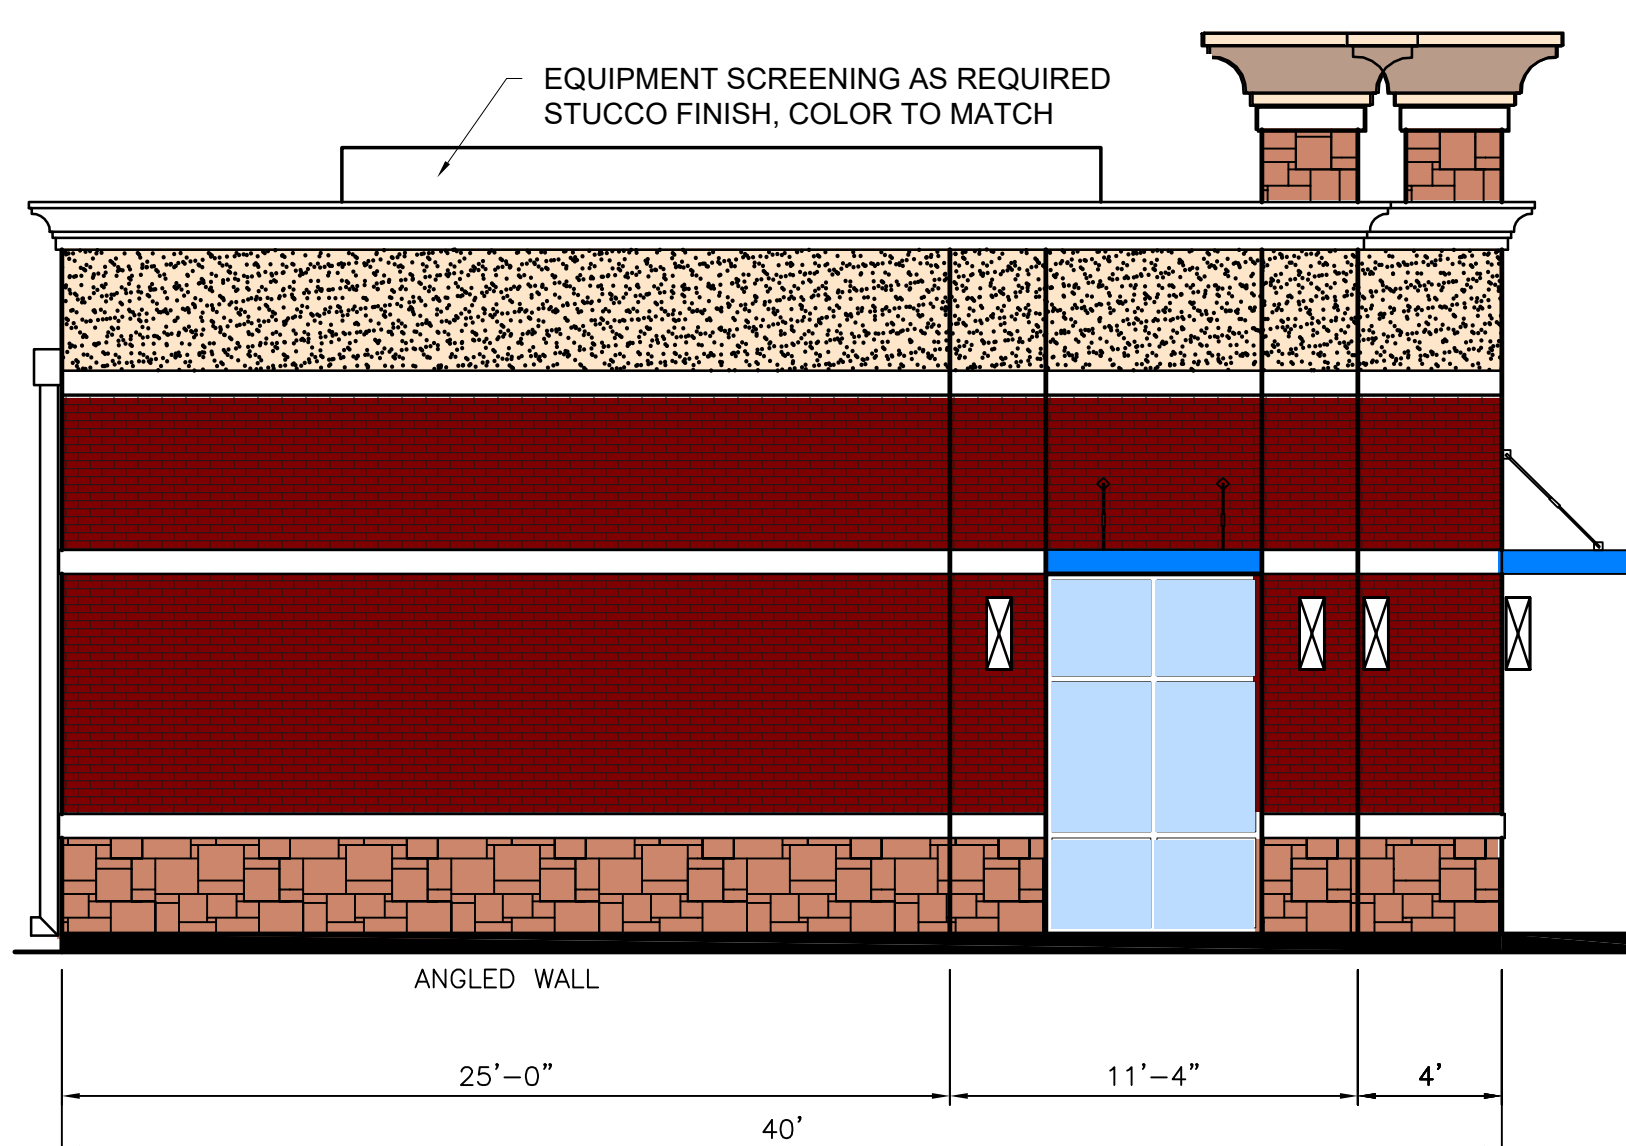 EQUIPMENT SCREENING AS REQUIRED
STUCCO FINISH, COLOR TO MATCH
ANGLED WALL
25'-0"
11'-4"
4'
40'